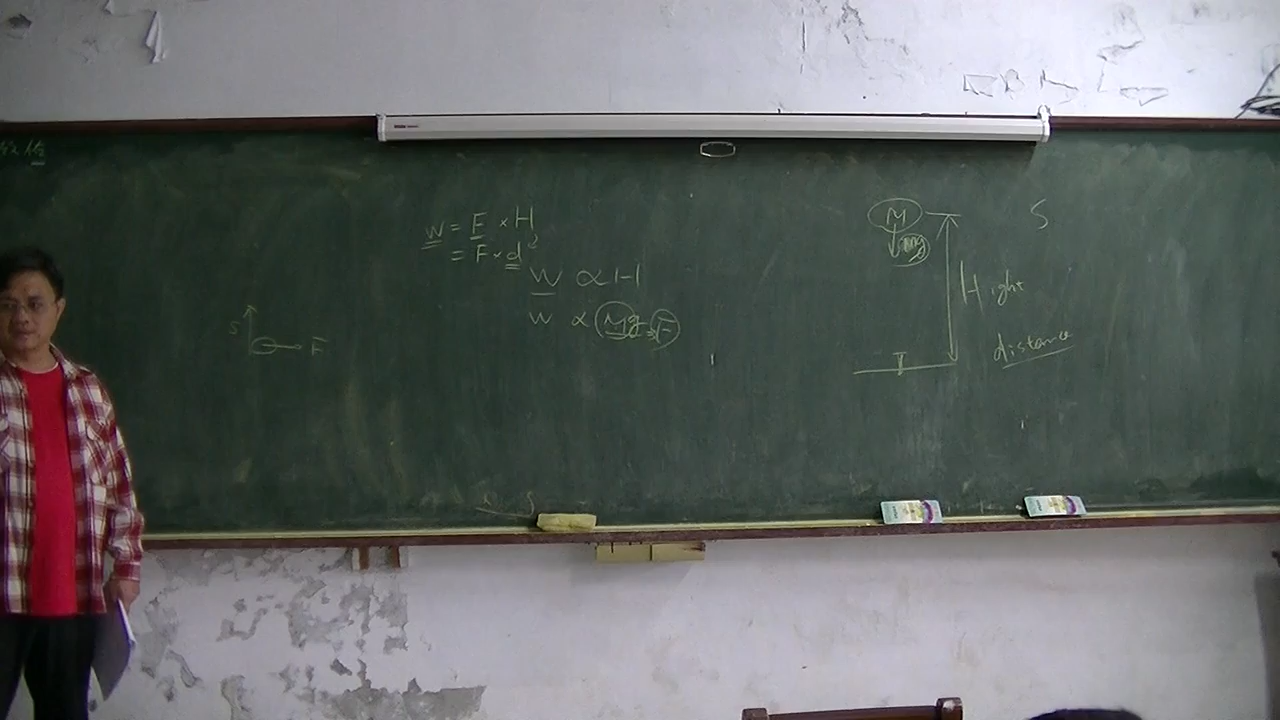 W = F × H
= F × d
W ∝ H
W ∝ Mg = F
S
F
M
mg
Hight
distance
S